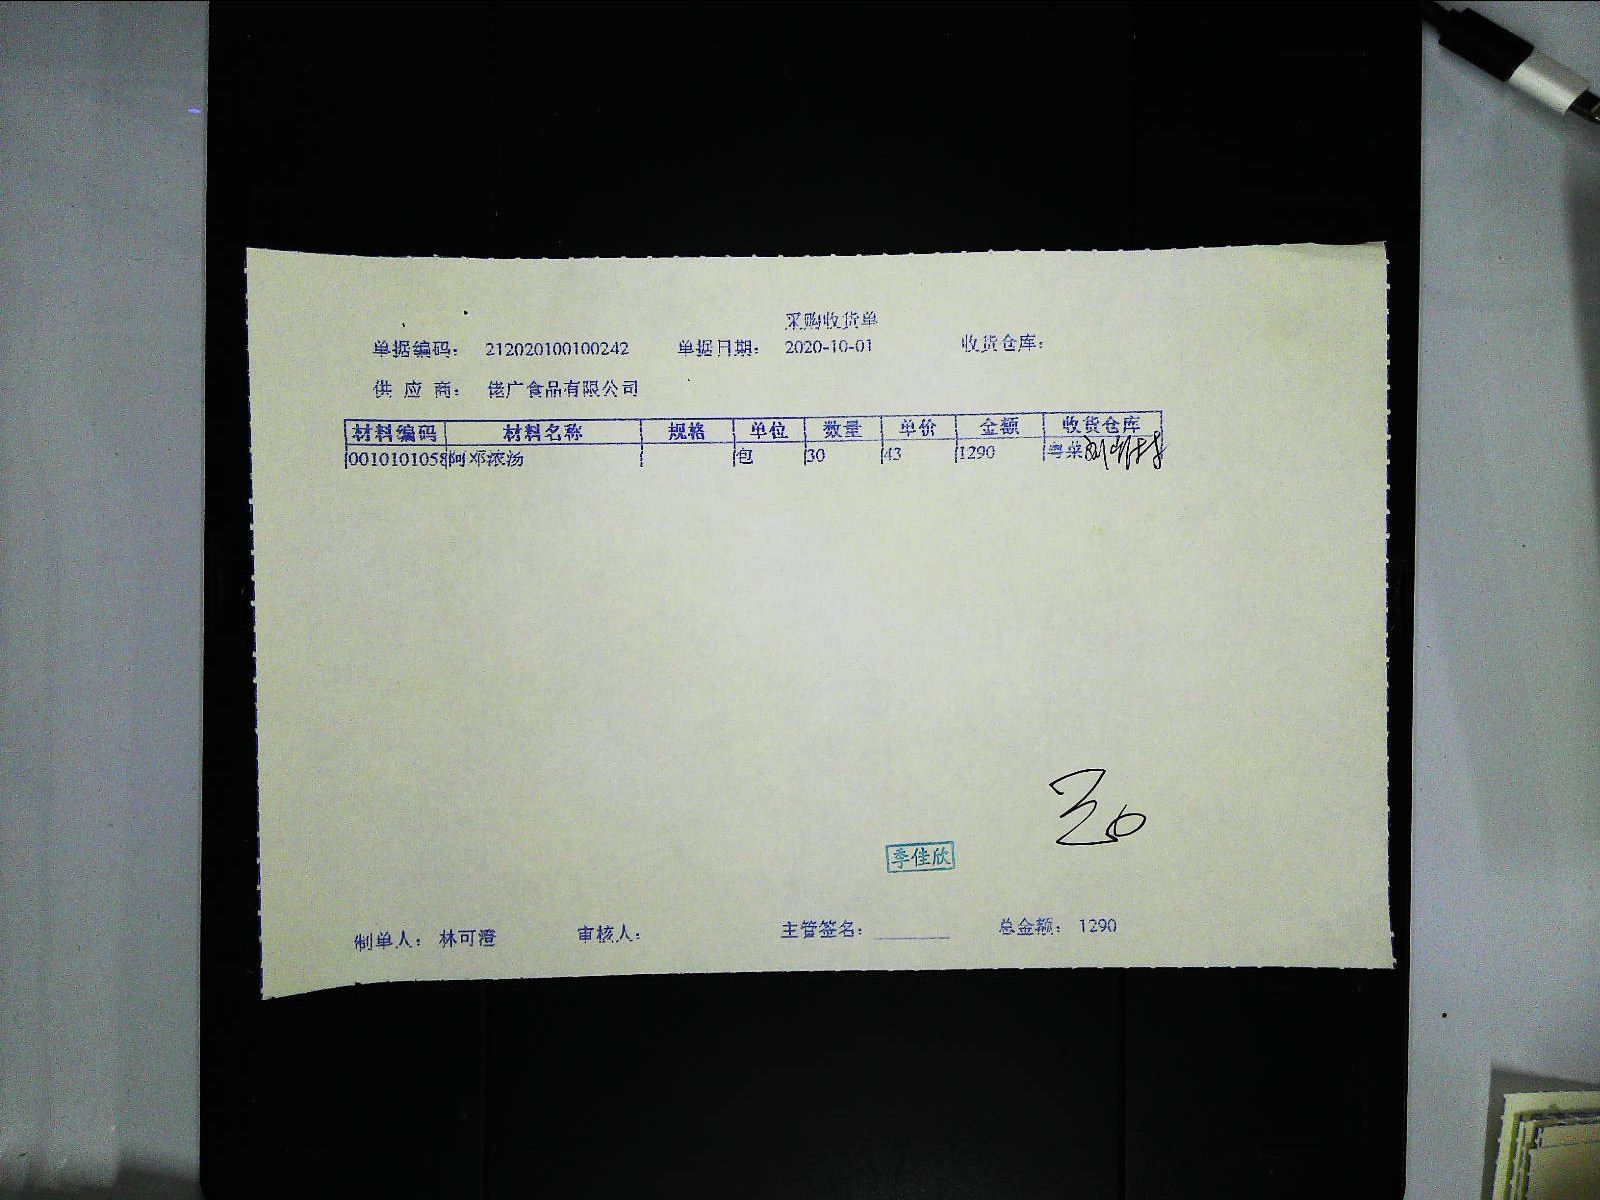 采购收货单
单据编码： 212020100100242 单据日期： 2020-10-01 收货仓库：
供 应 商： 佬广食品有限公司
材料编码 材料名称 规格 单位 数量 单价 金额 收货仓库
0010101058 阿邓浓汤 包 30 43 1290 粤菜
30
季佳欣
制单人： 林可澄 审核人： 主管签名：________ 总金额： 1290